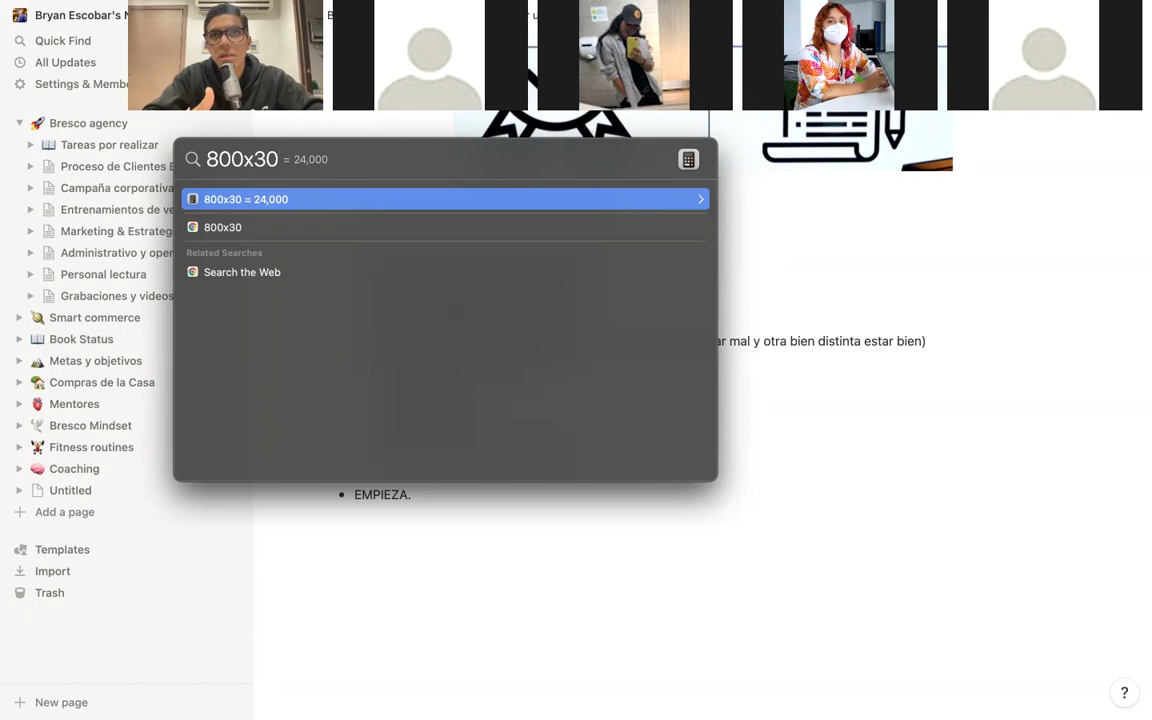 Bryan Escobar's N
Quick Find
All Updates
Settings & Membe
Bresco agency
Tareas por realizar
Proceso de Clientes
Campaña corporativa
Entrenamientos de ve
Marketing & Estrateg
Administrativo y oper
Personal lectura
Grabaciones y videos
Smart commerce
Book Status
Metas y objetivos
Compras de la Casa
Mentores
Bresco Mindset
Fitness routines
Coaching
Untitled
Add a page
Templates
Import
Trash
New page
800x30 = 24,000
800x30 = 24,000
800x30
Related Searches
Search the Web
ar mal y otra bien distinta estar bien)
• EMPIEZA.
?